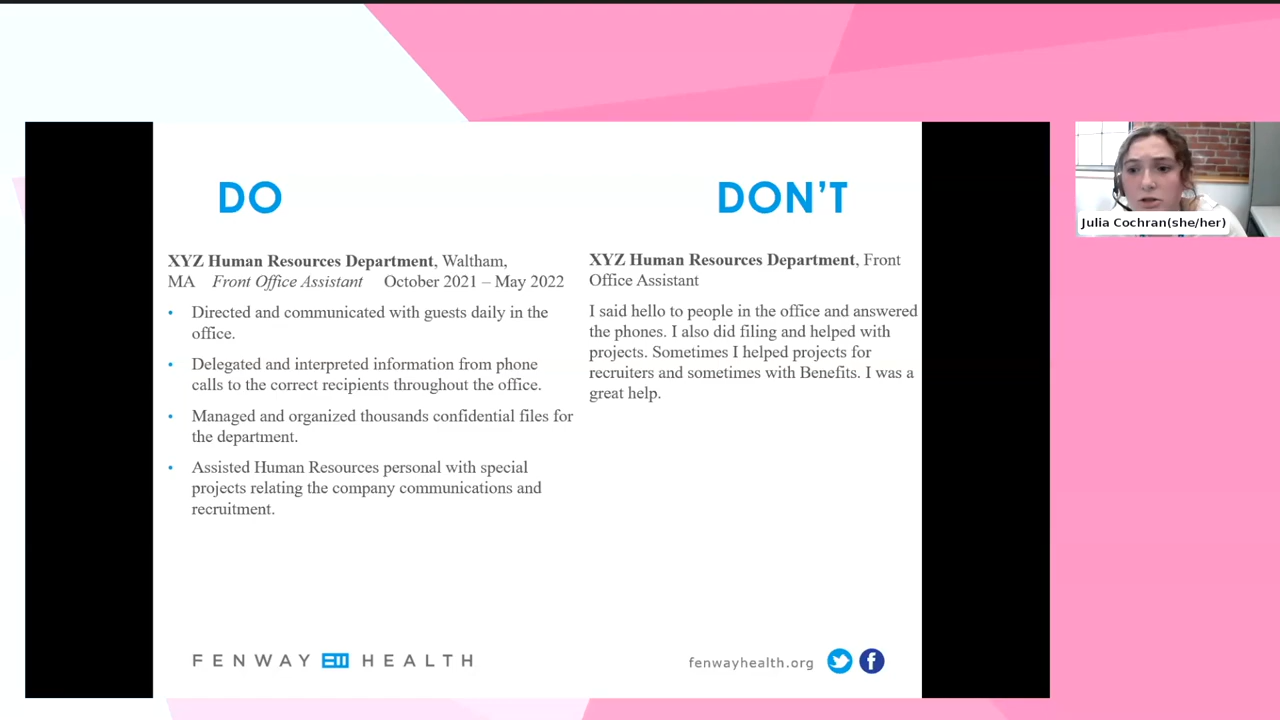 DO
XYZ Human Resources Department, Waltham,
MA Front Office Assistant October 2021 – May 2022
• Directed and communicated with guests daily in the
office.
• Delegated and interpreted information from phone
calls to the correct recipients throughout the office.
• Managed and organized thousands confidential files for
the department.
• Assisted Human Resources personal with special
projects relating the company communications and
recruitment.
DON'T
XYZ Human Resources Department, Front
Office Assistant
I said hello to people in the office and answered
the phones. I also did filing and helped with
projects. Sometimes I helped projects for
recruiters and sometimes with Benefits. I was a
great help.
FENWAY HEALTH
fenwayhealth.org
Julia Cochran(she/her)